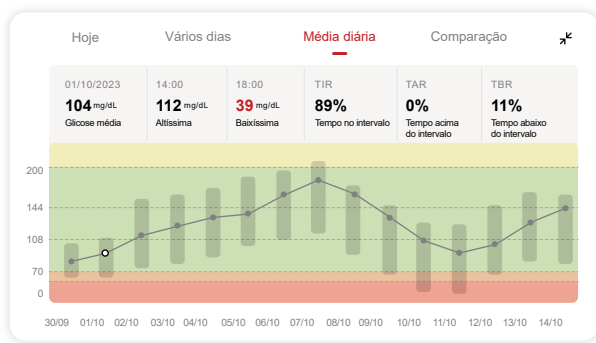 Hoje Vários dias Média diária Comparação
01/10/2023 14:00 18:00 TIR TAR TBR
104 mg/dL 112 mg/dL 39 mg/dL 89% 0% 11%
Glicose média Altíssima Baixíssima Tempo no intervalo Tempo acima Tempo abaixo
do intervalo do intervalo
200
144
108
70
0
30/09 01/10 02/10 03/10 04/10 05/10 06/10 07/10 08/10 09/10 10/10 11/10 12/10 13/10 14/10